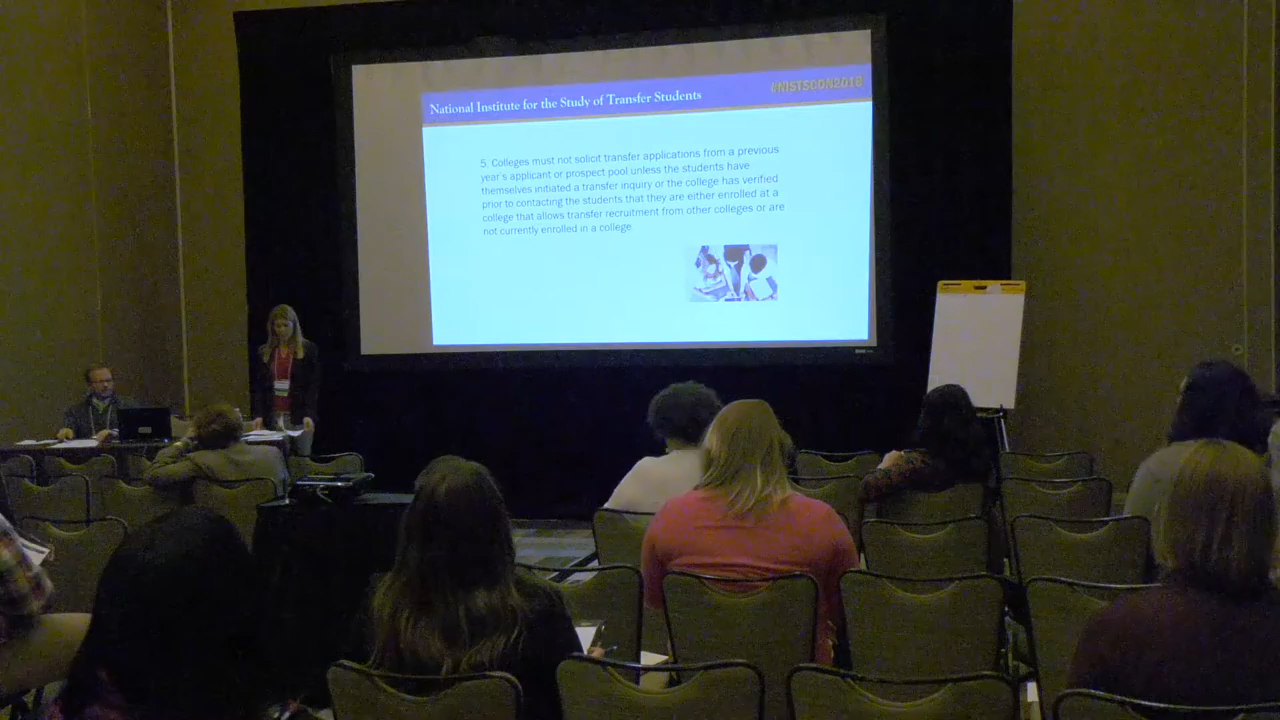 National Institute for the Study of Transfer Students
#NISTSCON2018
5. Colleges must not solicit transfer applications from a previous
year's applicant or prospect pool unless the students have
themselves initiated a transfer inquiry or the college has verified
prior to contacting the students that they are either enrolled at a
college that allows transfer recruitment from other colleges or are
not currently enrolled in a college